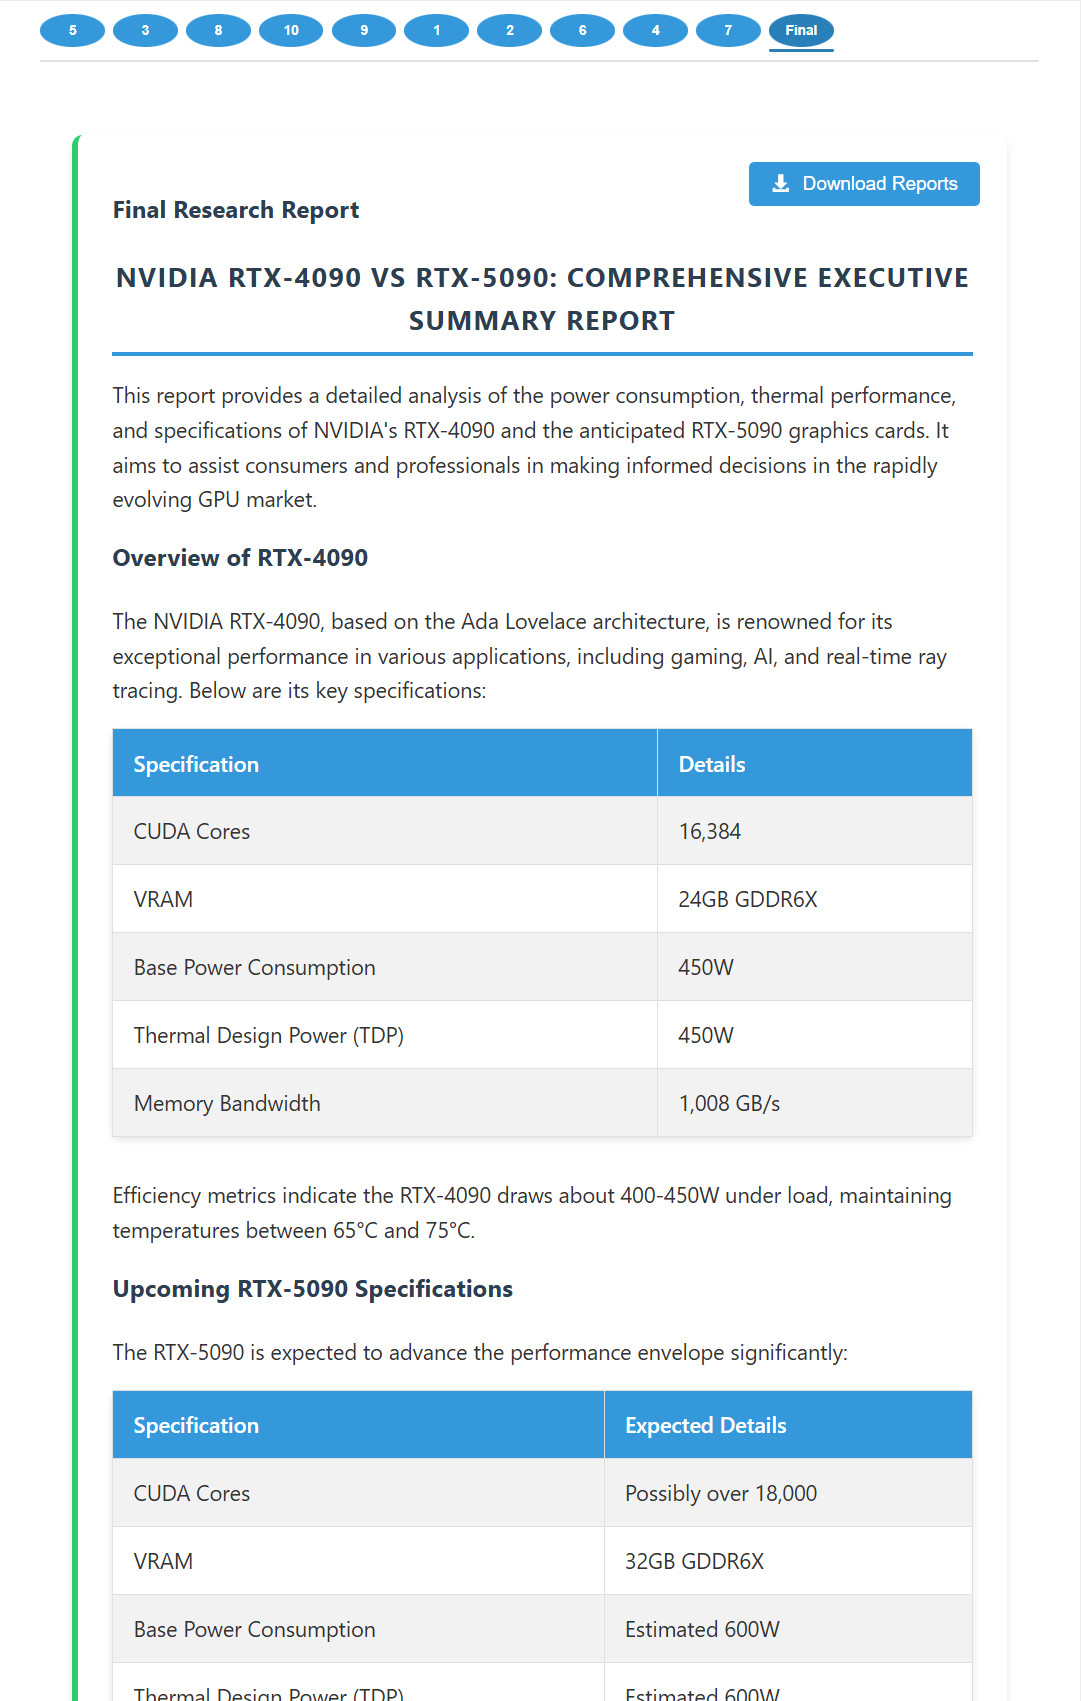 5 3 8 10 9 1 2 6 4 7 Final
Download Reports
Final Research Report
NVIDIA RTX-4090 VS RTX-5090: COMPREHENSIVE EXECUTIVE
SUMMARY REPORT
This report provides a detailed analysis of the power consumption, thermal performance,
and specifications of NVIDIA's RTX-4090 and the anticipated RTX-5090 graphics cards. It
aims to assist consumers and professionals in making informed decisions in the rapidly
evolving GPU market.
Overview of RTX-4090
The NVIDIA RTX-4090, based on the Ada Lovelace architecture, is renowned for its
exceptional performance in various applications, including gaming, AI, and real-time ray
tracing. Below are its key specifications:
Specification Details
CUDA Cores 16,384
VRAM 24GB GDDR6X
Base Power Consumption 450W
Thermal Design Power (TDP) 450W
Memory Bandwidth 1,008 GB/s
Efficiency metrics indicate the RTX-4090 draws about 400-450W under load, maintaining
temperatures between 65°C and 75°C.
Upcoming RTX-5090 Specifications
The RTX-5090 is expected to advance the performance envelope significantly:
Specification Expected Details
CUDA Cores Possibly over 18,000
VRAM 32GB GDDR6X
Base Power Consumption Estimated 600W
Thermal Design Power (TDP) Estimated 600W